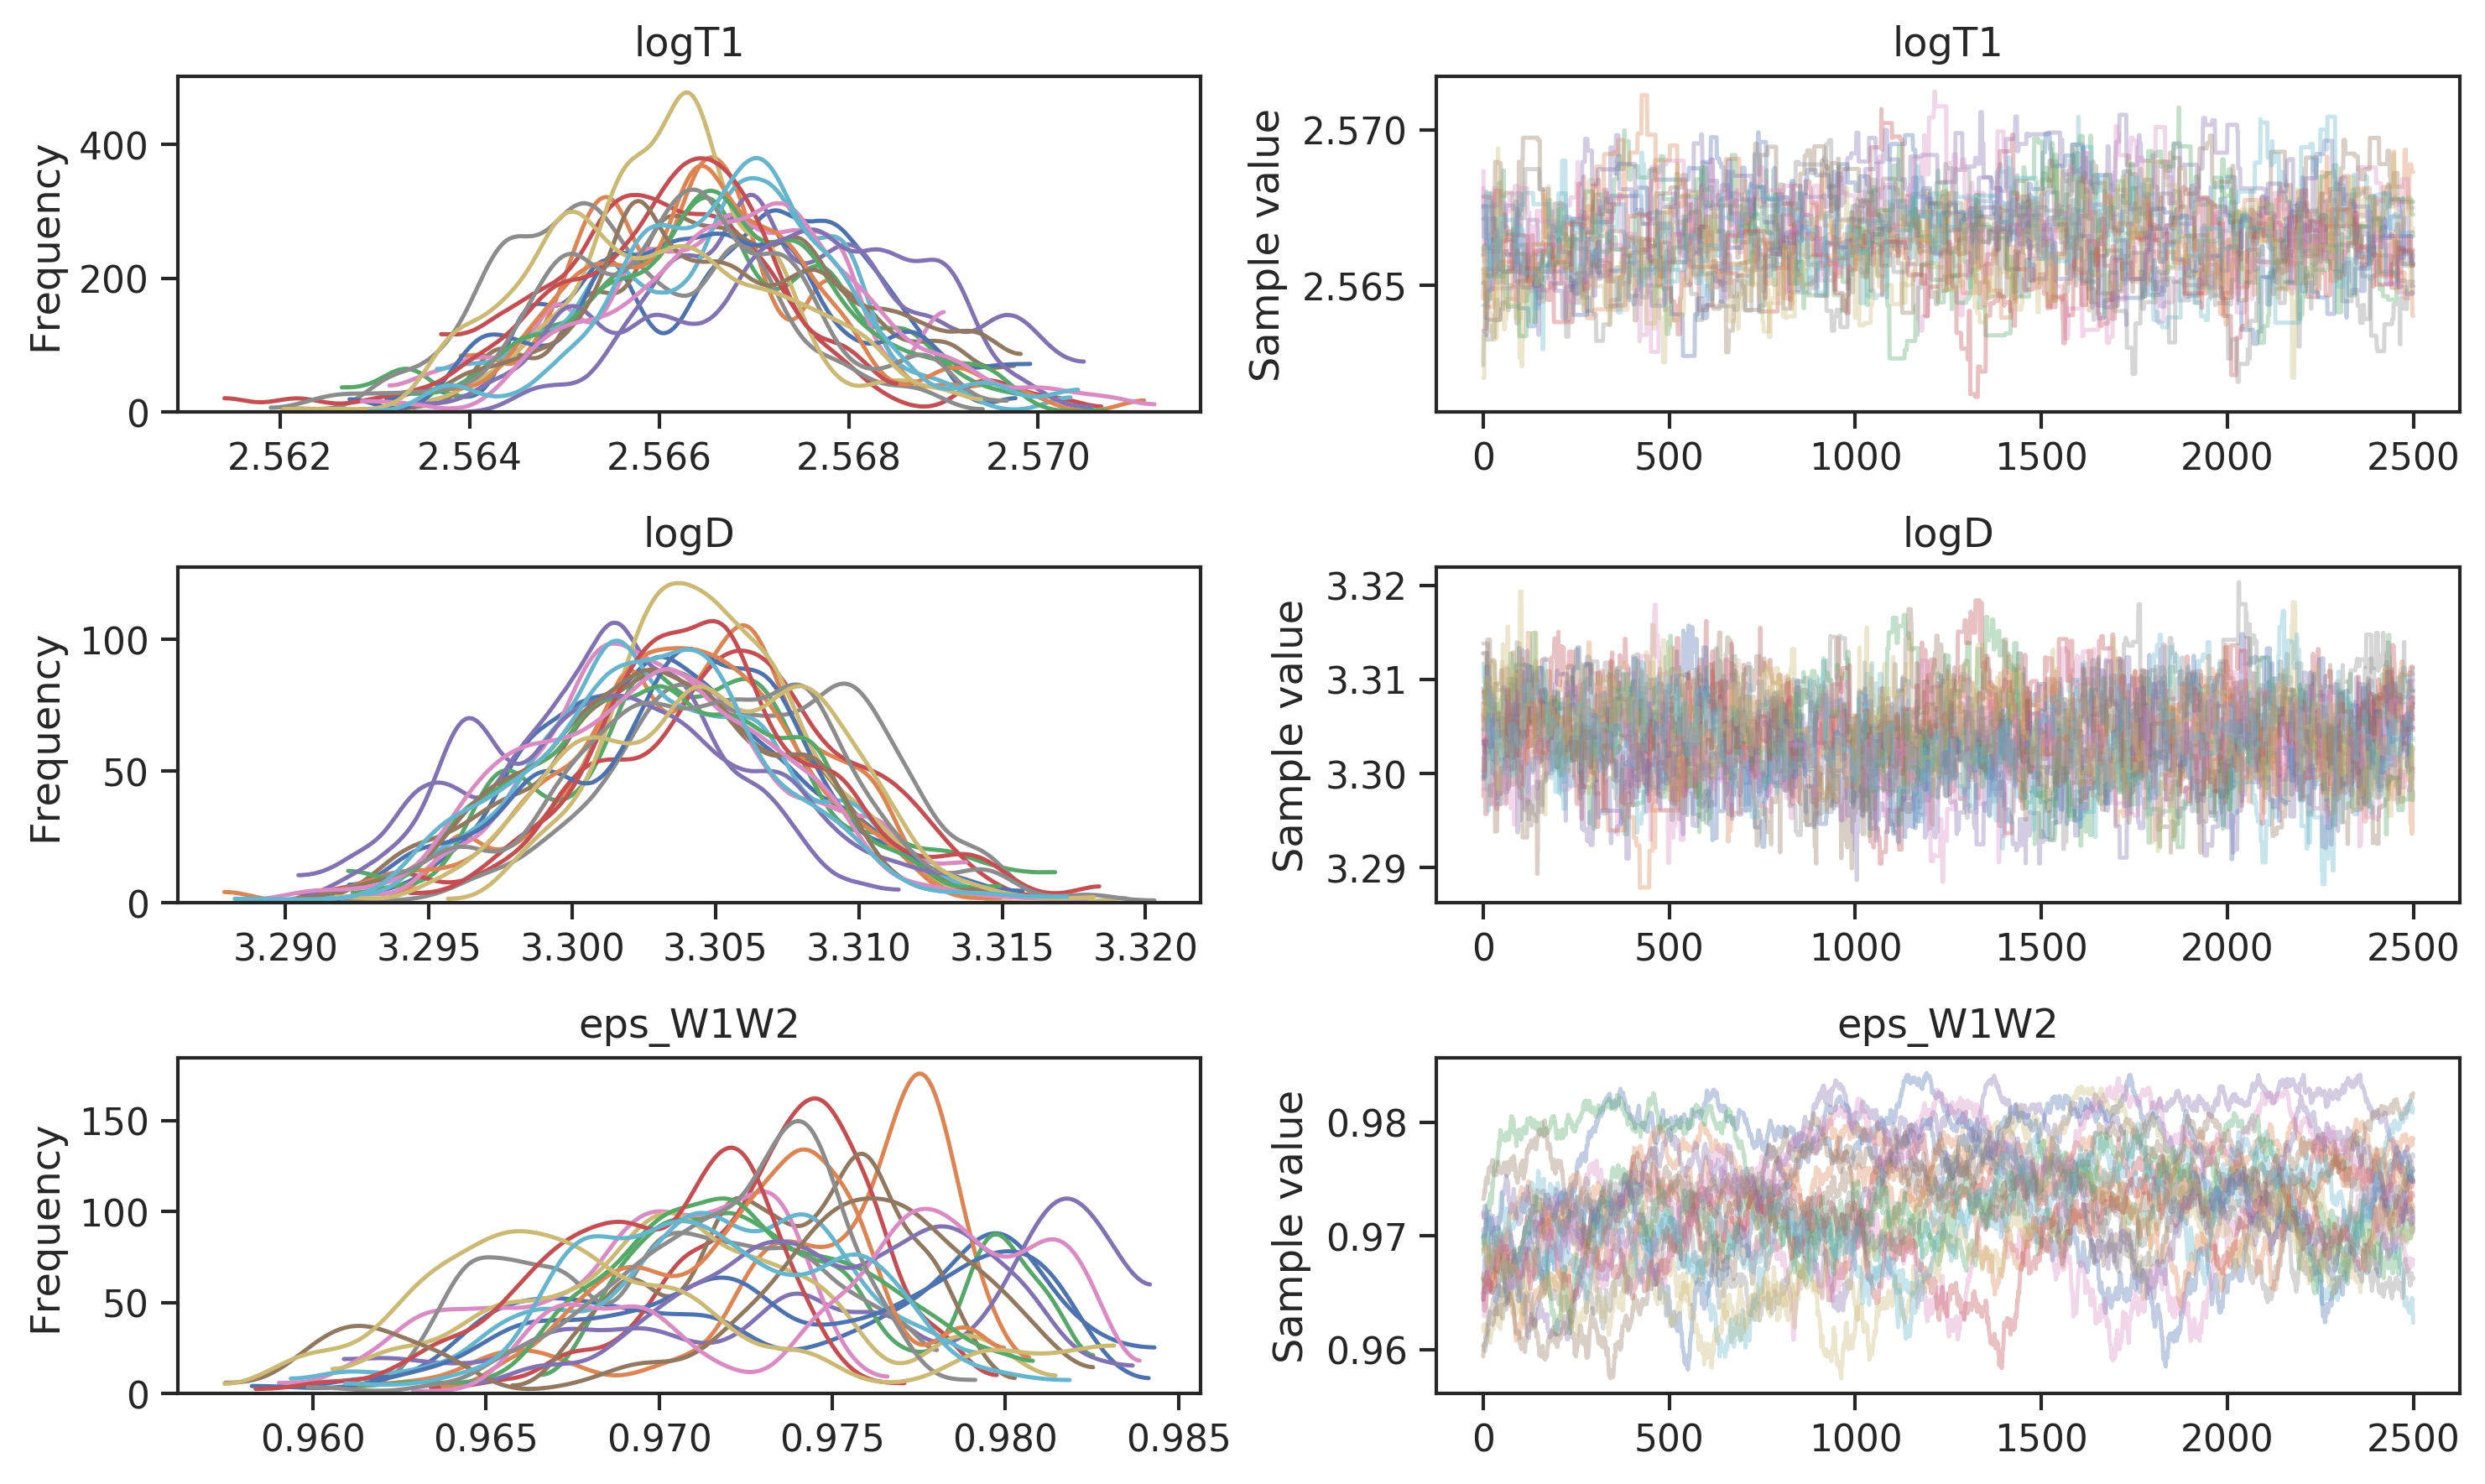 logT1
logT1
Frequency
400
200
0
2.562 2.564 2.566 2.568 2.570
Sample value
2.570
2.565
0 500 1000 1500 2000 2500
logD
logD
Frequency
100
50
0
3.290 3.295 3.300 3.305 3.310 3.315 3.320
Sample value
3.32
3.31
3.30
3.29
0 500 1000 1500 2000 2500
eps_W1W2
eps_W1W2
Frequency
150
100
50
0
0.960 0.965 0.970 0.975 0.980 0.985
Sample value
0.98
0.97
0.96
0 500 1000 1500 2000 2500